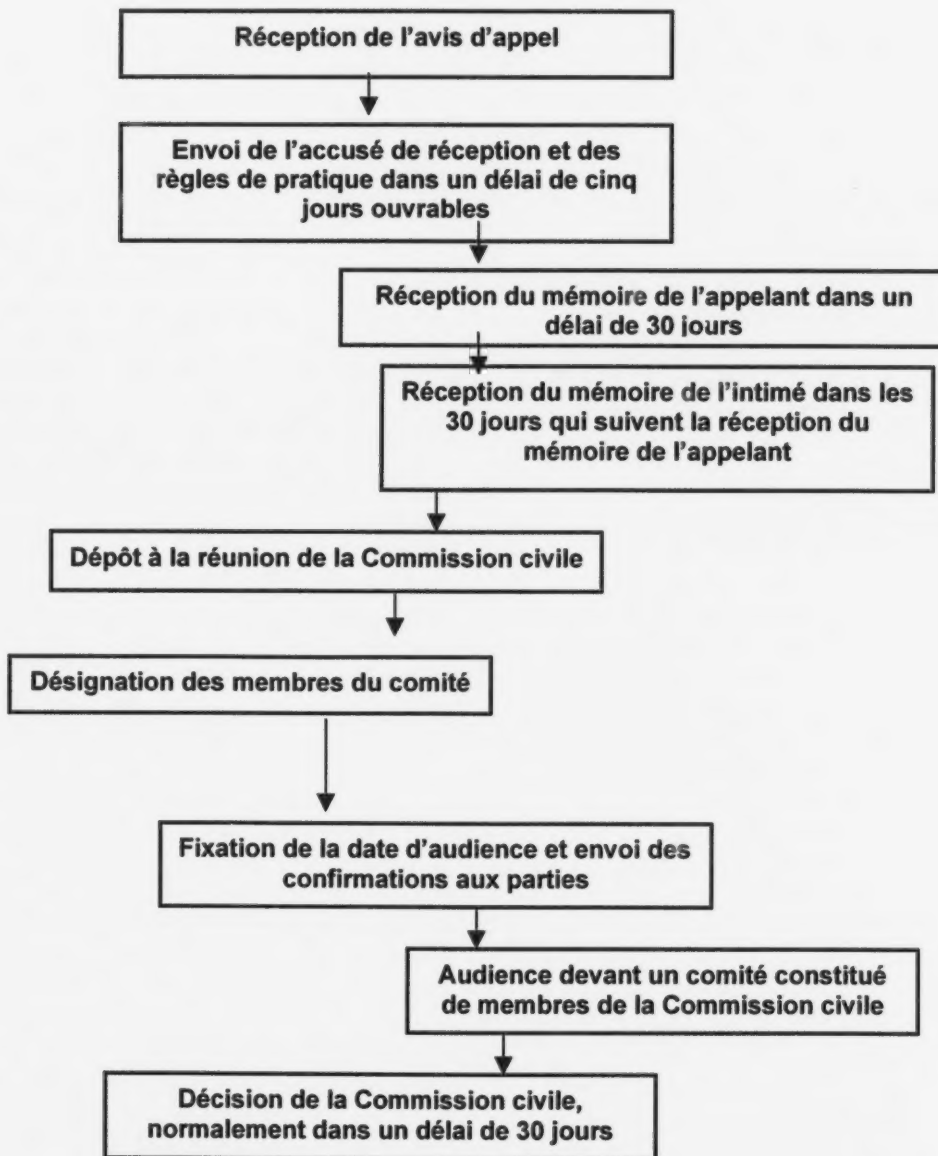 Réception de l'avis d'appel
Envoi de l'accusé de réception et des
règles de pratique dans un délai de cinq
jours ouvrables
Réception du mémoire de l'appelant dans un
délai de 30 jours
Réception du mémoire de l'intimé dans les
30 jours qui suivent la réception du
mémoire de l'appelant
Dépôt à la réunion de la Commission civile
Désignation des membres du comité
Fixation de la date d'audience et envoi des
confirmations aux parties
Audience devant un comité constitué
de membres de la Commission civile
Décision de la Commission civile,
normalement dans un délai de 30 jours